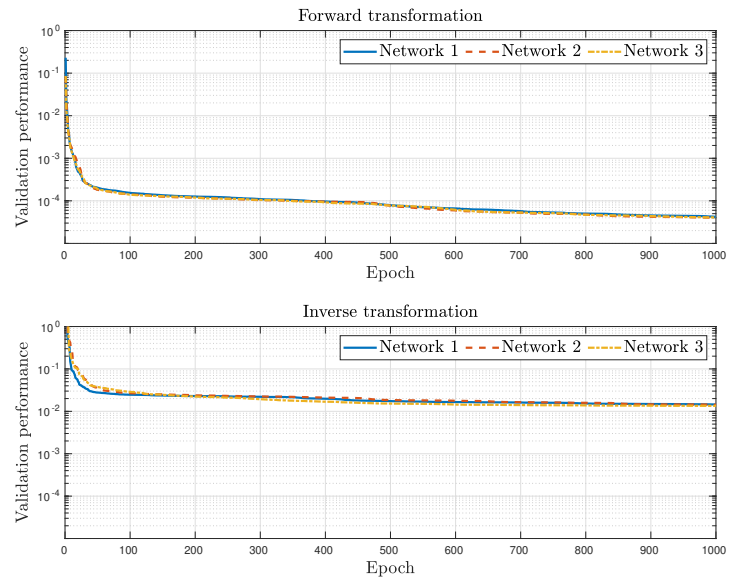 Forward transformation
Network 1 Network 2 Network 3
Validation performance
10^0
10^-1
10^-2
10^-3
10^-4
0 100 200 300 400 500 600 700 800 900 1000
Epoch
Inverse transformation
Network 1 Network 2 Network 3
Validation performance
10^0
10^-1
10^-2
10^-3
10^-4
0 100 200 300 400 500 600 700 800 900 1000
Epoch